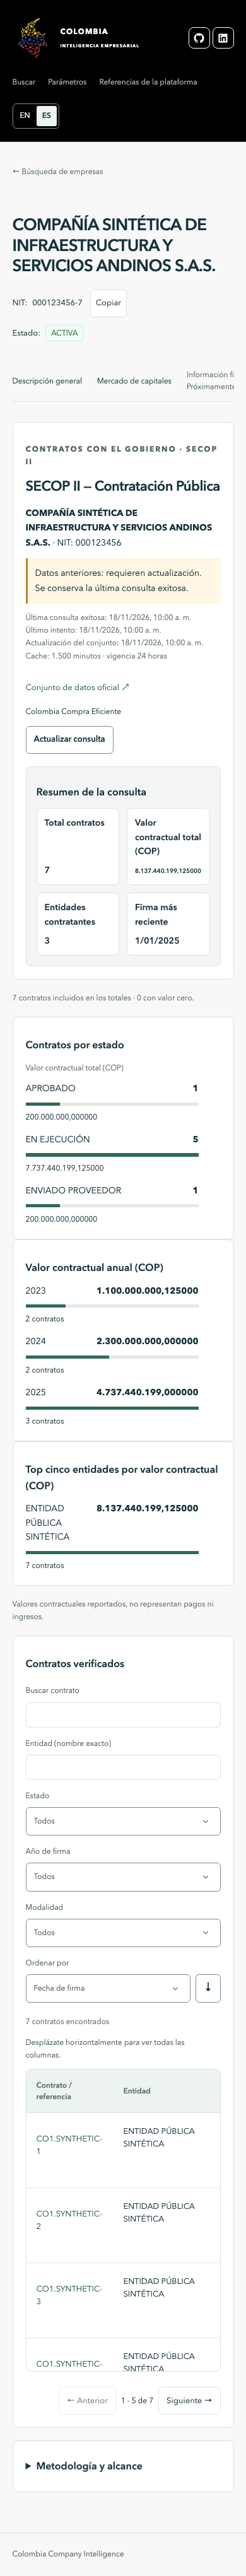 COLOMBIA
INTELIGENCIA EMPRESARIAL
Buscar Parámetros Referencias de la plataforma
EN ES
← Búsqueda de empresas
COMPAÑÍA SINTÉTICA DE
INFRAESTRUCTURA Y
SERVICIOS ANDINOS S.A.S.
NIT: 000123456-7 Copiar
Estado: ACTIVA
Descripción general Mercado de capitales Información fi
Próximamente
CONTRATOS CON EL GOBIERNO · SECOP
II
SECOP II — Contratación Pública
COMPAÑÍA SINTÉTICA DE
INFRAESTRUCTURA Y SERVICIOS ANDINOS
S.A.S. · NIT: 000123456
Datos anteriores: requieren actualización.
Se conserva la última consulta exitosa.
Última consulta exitosa: 18/11/2026, 10:00 a. m.
Último intento: 18/11/2026, 10:00 a. m.
Actualización del conjunto: 18/11/2026, 10:00 a. m.
Cache: 1.500 minutos · vigencia 24 horas
Conjunto de datos oficial ↗
Colombia Compra Eficiente
Actualizar consulta
Resumen de la consulta
Total contratos
7
Valor
contractual total
(COP)
8.137.440.199,125000
Entidades
contratantes
3
Firma más
reciente
1/01/2025
7 contratos incluidos en los totales · 0 con valor cero.
Contratos por estado
Valor contractual total (COP)
APROBADO 1
200.000.000,000000
EN EJECUCIÓN 5
7.737.440.199,125000
ENVIADO PROVEEDOR 1
200.000.000,000000
Valor contractual anual (COP)
2023 1.100.000.000,125000
2 contratos
2024 2.300.000.000,000000
2 contratos
2025 4.737.440.199,000000
3 contratos
Top cinco entidades por valor contractual
(COP)
ENTIDAD 8.137.440.199,125000
PÚBLICA
SINTÉTICA
7 contratos
Valores contractuales reportados, no representan pagos ni
ingresos.
Contratos verificados
Buscar contrato
Entidad (nombre exacto)
Estado
Todos
Año de firma
Todos
Modalidad
Todos
Ordenar por
Fecha de firma ↓
7 contratos encontrados
Desplázate horizontalmente para ver todas las
columnas.
Contrato /
referencia
Entidad
CO1.SYNTHETIC-
1
ENTIDAD PÚBLICA
SINTÉTICA
CO1.SYNTHETIC-
2
ENTIDAD PÚBLICA
SINTÉTICA
CO1.SYNTHETIC-
3
ENTIDAD PÚBLICA
SINTÉTICA
CO1.SYNTHETIC-
ENTIDAD PÚBLICA
SINTÉTICA
← Anterior 1 - 5 de 7 Siguiente →
▶ Metodología y alcance
Colombia Company Intelligence